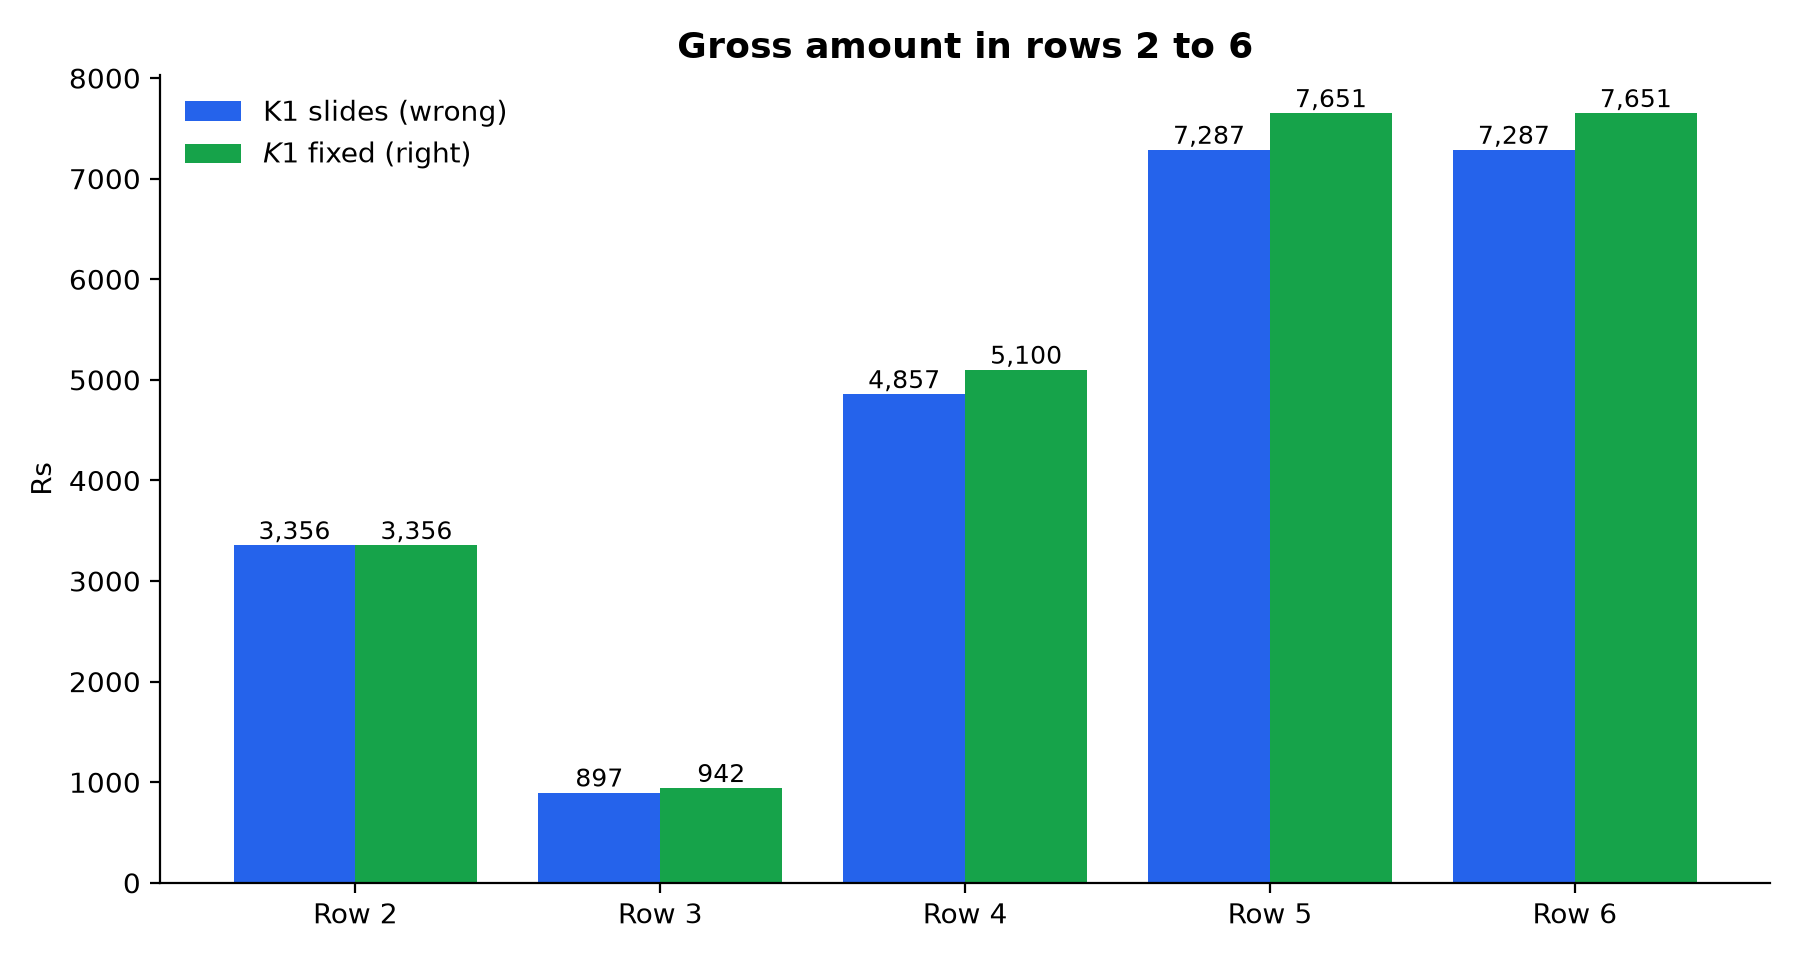 Gross amount in rows 2 to 6
K1 slides (wrong)
K1 fixed (right)
Rs
8000
7000
6000
5000
4000
3000
2000
1000
0
3,356
3,356
897
942
4,857
5,100
7,287
7,651
7,287
7,651
Row 2
Row 3
Row 4
Row 5
Row 6